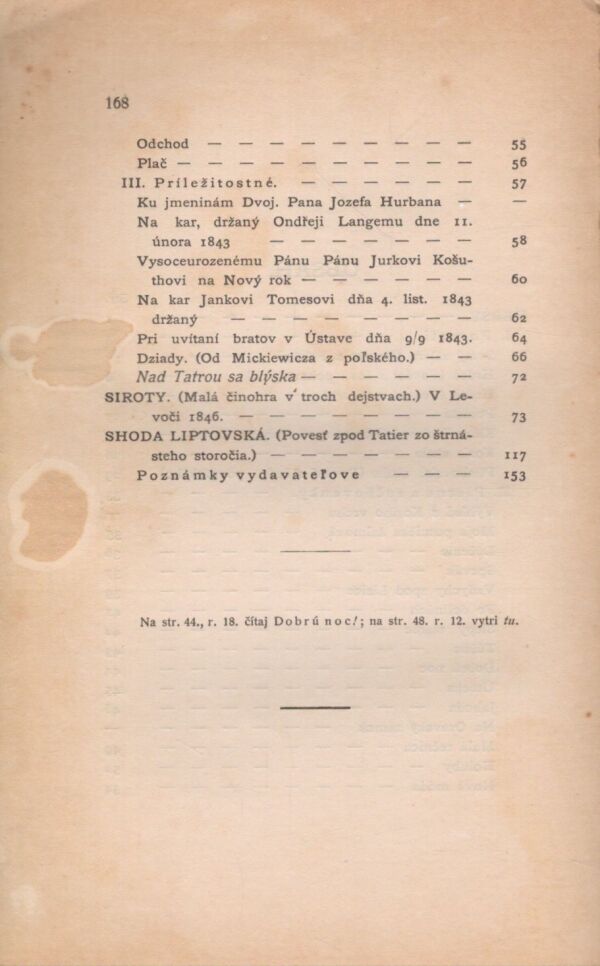 168
Odchod — — — — — — — — — — 55
Plač — — — — — — — — — — — 56
III. Príležitostné. — — — — — — — 57
Ku jmeninám Dvoj. Pana Jozefa Hurbana — —
Na kar, držaný Ondřeji Langemu dne 11.
února 1843 — — — — — — — 58
Vysoceurozenému Pánu Pánu Jurkovi Košu-
thovi na Nový rok — — — — — — 60
Na kar Jankovi Tomesovi dňa 4. list. 1843
držaný — — — — — — — — 62
Pri uvítaní bratov v Ústave dňa 9/9 1843. 64
Dziady. (Od Mickiewicza z poľského.) — — 66
Nad Tatrou sa blýska — — — — — — 72
SIROTY. (Malá činohra v troch dejstvach.) V Le-
voči 1846. — — — — — — — — 73
SHODA LIPTOVSKÁ. (Povesť zpod Tatier zo štrná-
steho storočia.) — — — — — — — 117
Poznámky vydavateľove — — — 153
Na str. 44., r. 18. čítaj Dobrú noc!; na str. 48. r. 12. vytri tu.